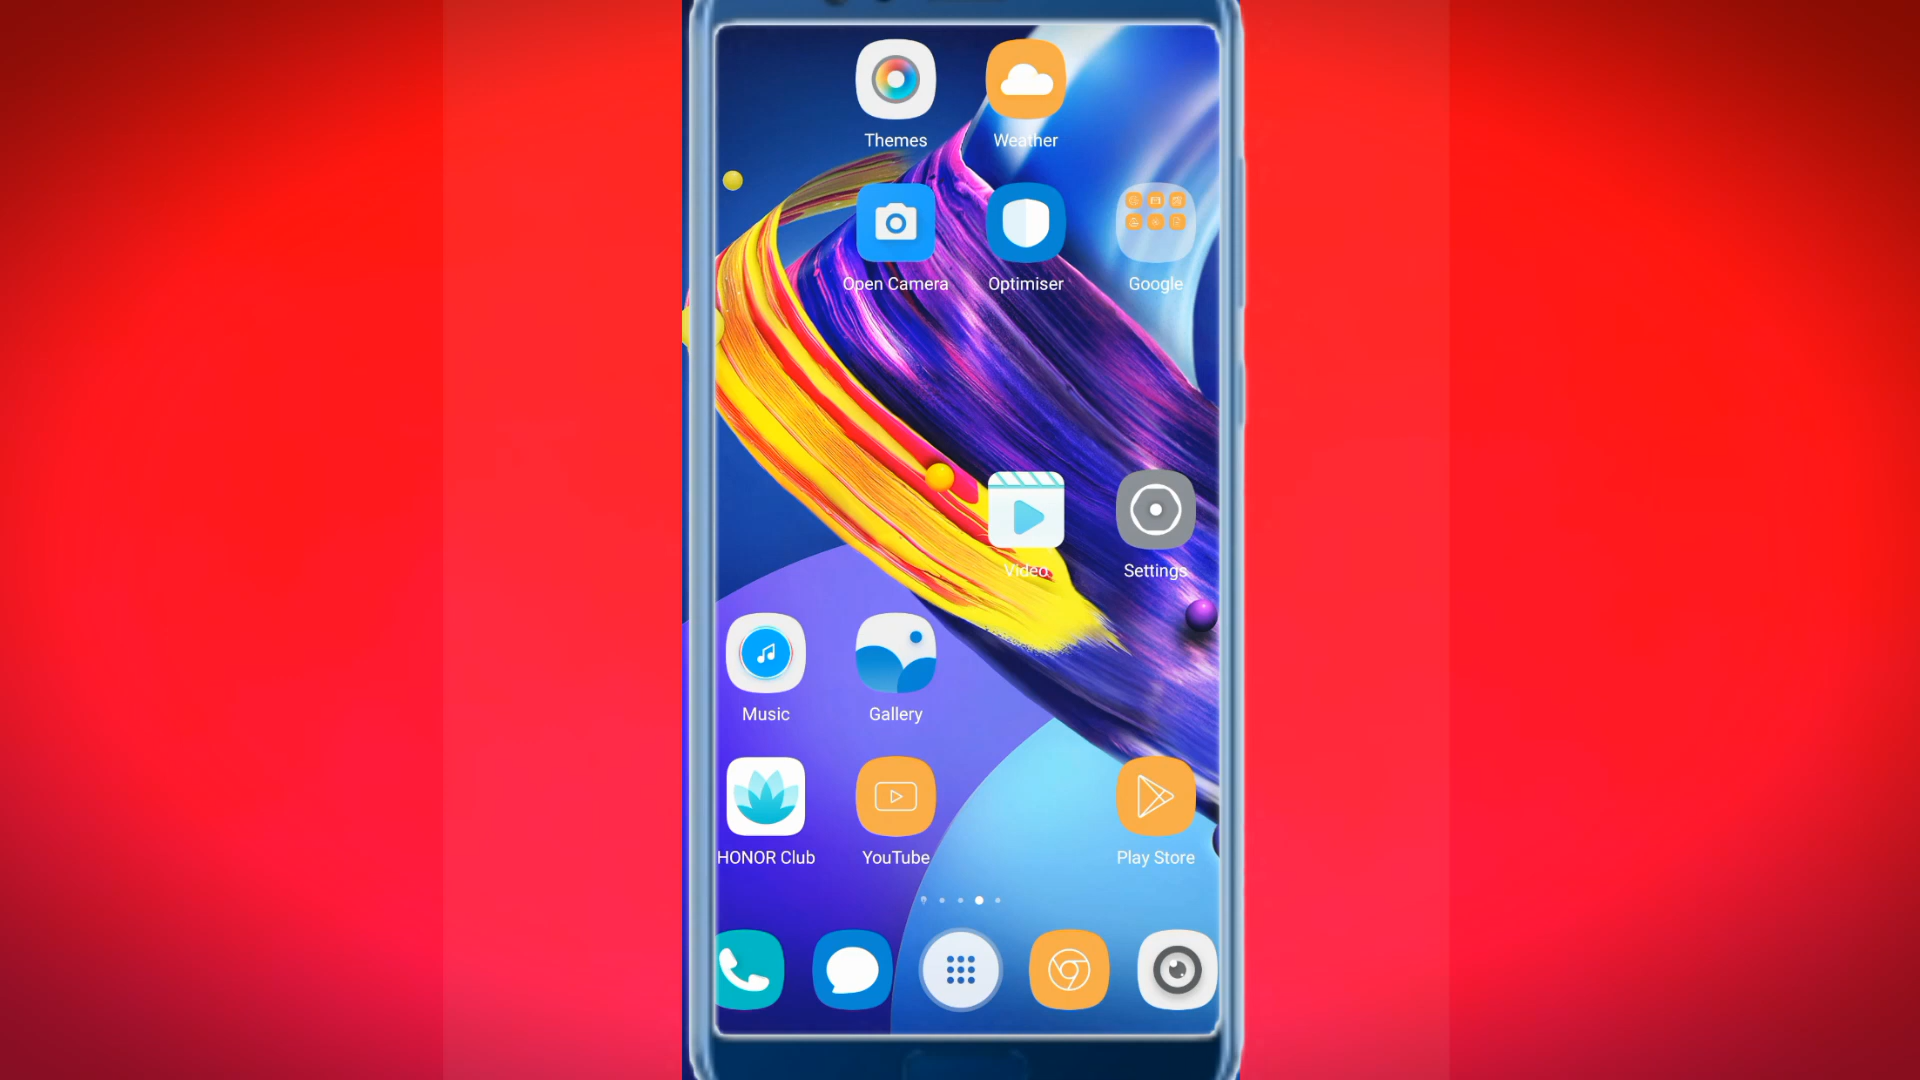 Themes Weather
Open Camera Optimiser Google
Video Settings
Music Gallery
HONOR Club YouTube Play Store